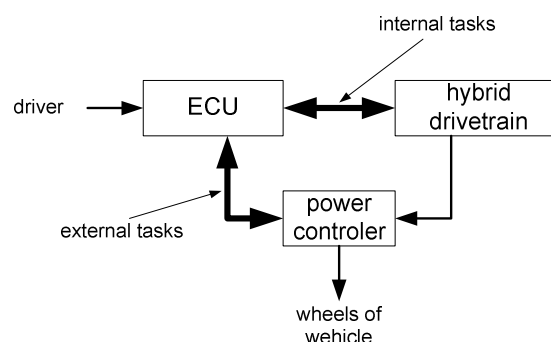 internal tasks
driver
ECU
hybrid
drivetrain
external tasks
power
controler
wheels of
wehicle